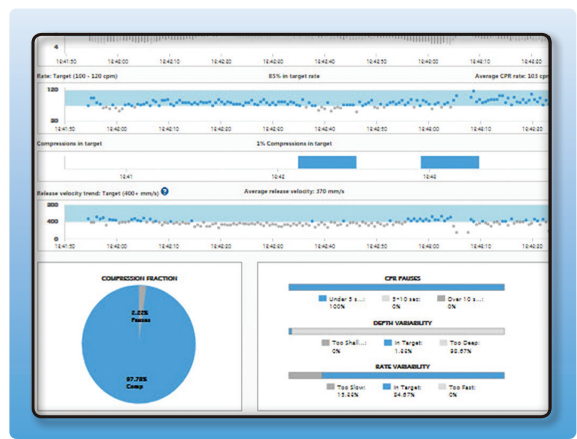 4
12:41:50 12:42:00 12:42:10 12:42:20 12:42:30 12:42:40 12:42:50 12:42:00 12:42:10 12:42:20
Rate: Target (100 - 120 cpm) 85% in target rate Average CPR rate: 103 cpm
120
80
Compressions in target 1% Compressions in target
12:41 12:42 12:43
Release velocity trend: Target (400+ mm/s) ? Average release velocity: 370 mm/s
800
400
0
COMPRESSION FRACTION
2.22%
Pauses
97.78%
Comp
CPR PAUSES
Under 5 s...: 5-10 sec: Over 10 s...:
100% 0% 0%
DEPTH VARIABILITY
Too Shall...: In Target: Too Deep:
0% 1.33% 98.67%
RATE VARIABILITY
Too Slow: In Target: Too Fast:
15.33% 84.67% 0%